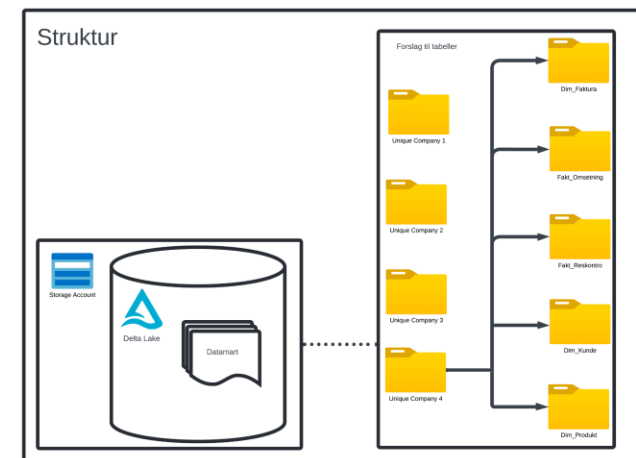 Struktur
Forslag til tabeller
Dim_Faktura
Unique Company 1
Fakt_Omsetning
Unique Company 2
Fakt_Reskontro
Storage Account
Delta Lake
Datamart
Unique Company 3
Dim_Kunde
Unique Company 4
Dim_Produkt